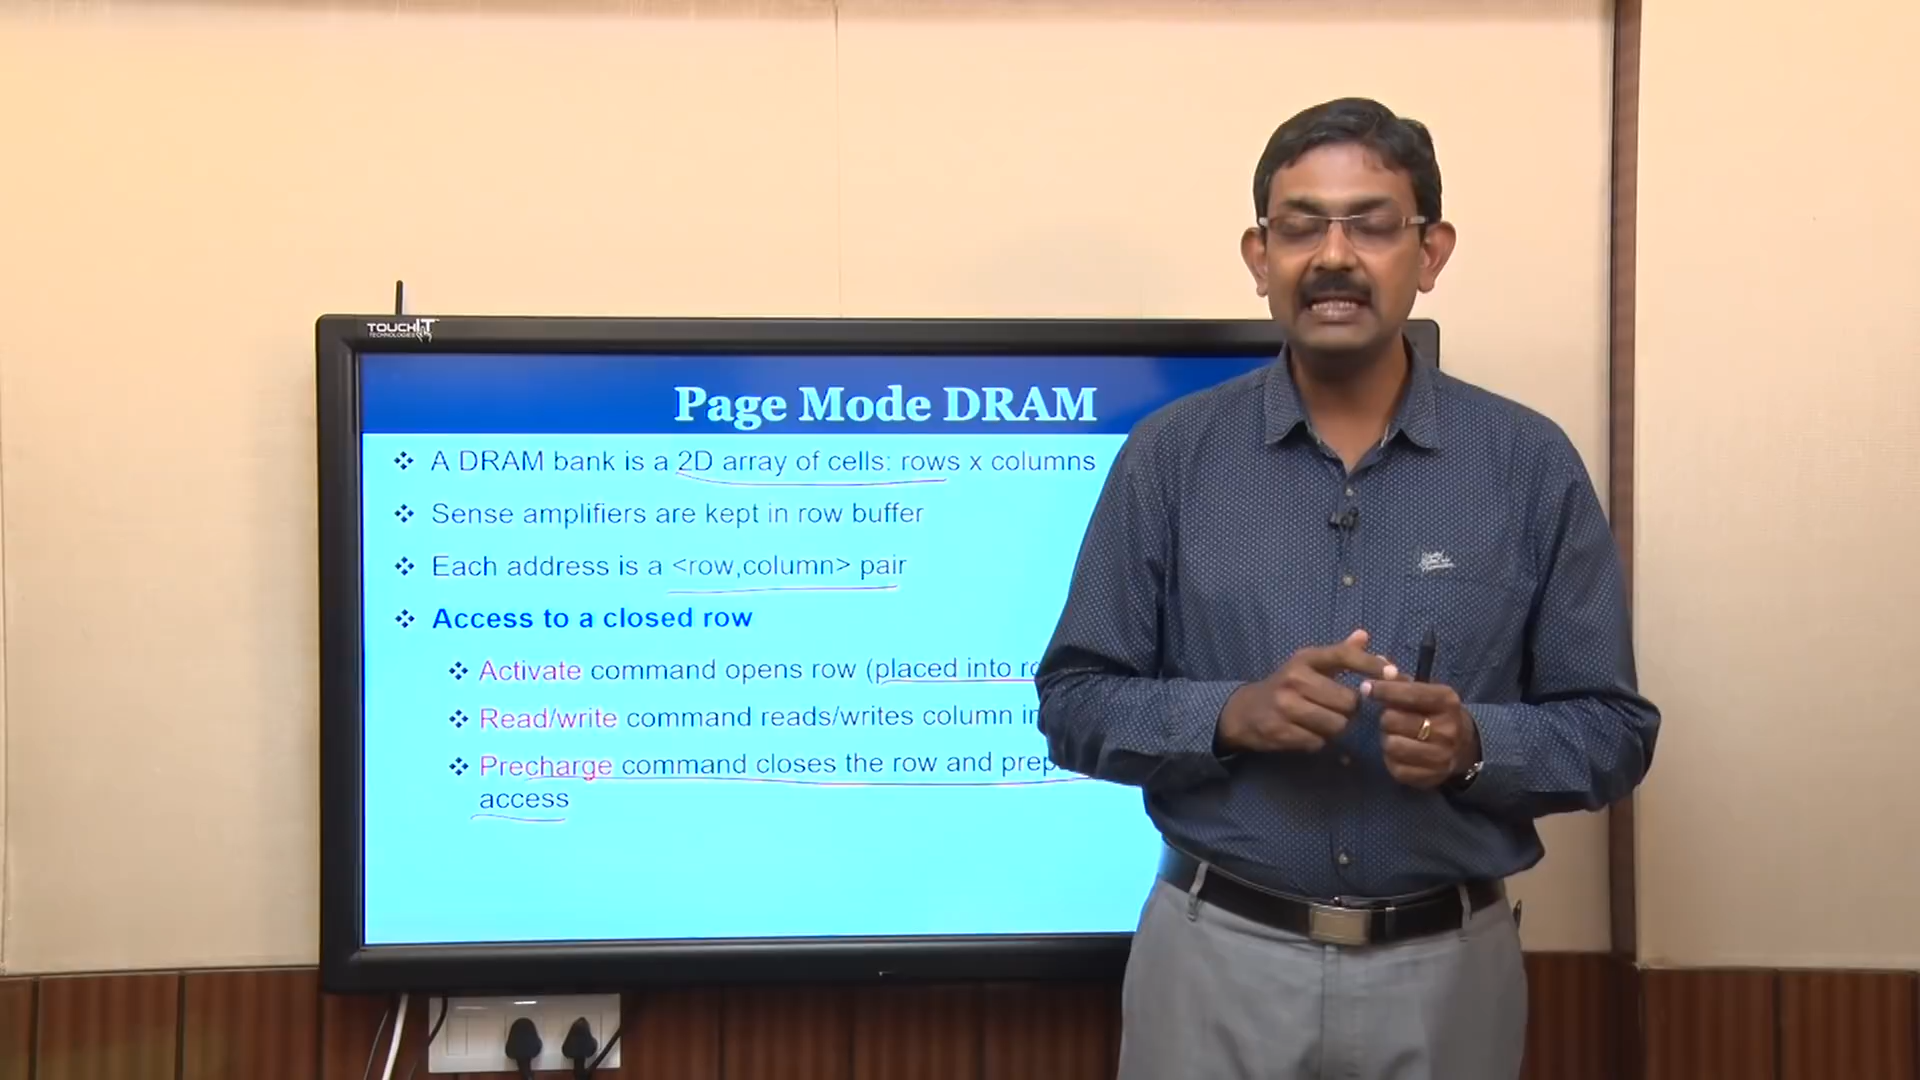 TOUCHIT
TECHNOLOGIES
Page Mode DRAM
A DRAM bank is a 2D array of cells: rows x columns
Sense amplifiers are kept in row buffer
Each address is a <row,column> pair
Access to a closed row
Activate command opens row (placed into
Read/write command reads/writes column
Precharge command closes the row and
access